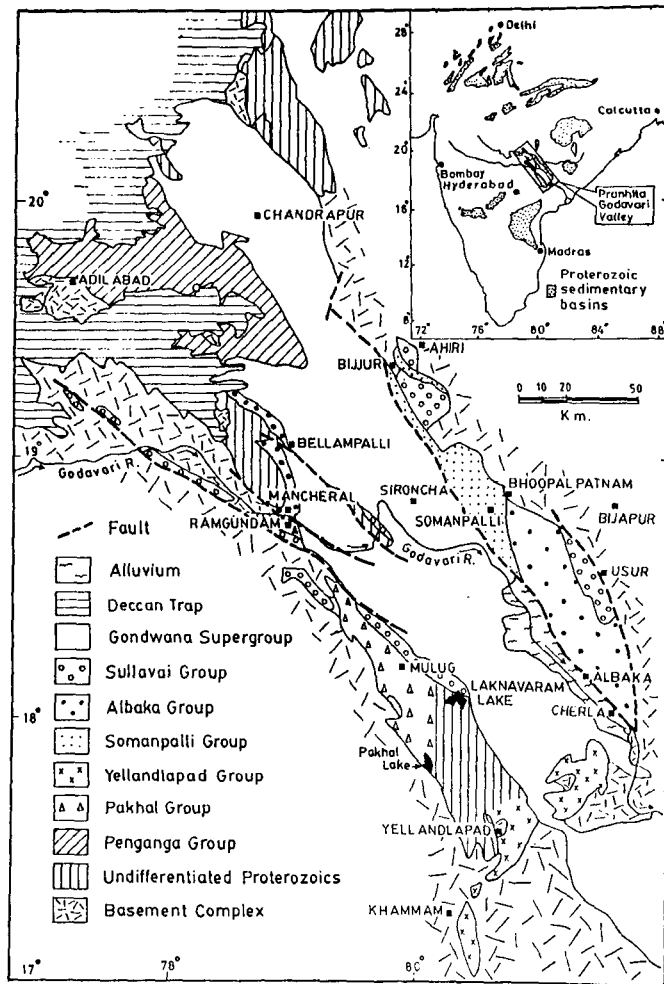 28°
Delhi
24°
Calcutta
20°
Bombay
Hyderabad
Pranhita
Godavari
Valley
16°
Madras
12°
Proterozoic
sedimentary
basins
8°
72°
76°
80°
84°
88°
20°
CHANDRAPUR
ADILABAD
AHIRI
BIJJUR
0 10 20 50
Km.
19°
BELLAMPALLI
Godavari R.
MANCHERAL
SIRONCHA
BHOOPALPATNAM
RAMGUNDAM
SOMANPALLI
BIJAPUR
Godavari R.
USUR
Fault
Alluvium
Deccan Trap
Gondwana Supergroup
Sullavai Group
Albaka Group
Somanpalli Group
Yellandlapad Group
Pakhal Group
Penganga Group
Undifferentiated Proterozoics
Basement Complex
MULUG
ALBAKA
LAKNAVARAM
LAKE
CHERLA
18°
Pakhal
Lake
YELLANDLAPAD
KHAMMAM
17°
78°
80°